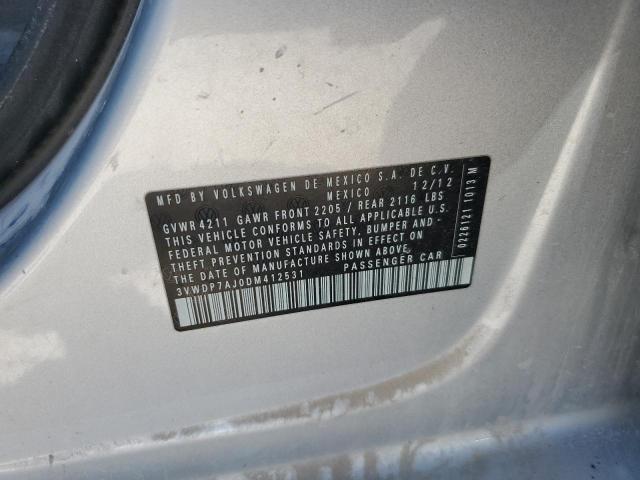 MFD BY VOLKSWAGEN DE MEXICO S.A. DE C.V.
MEXICO 12/12
GVWR 4211 GAWR FRONT 2205 / REAR 2116 LBS
THIS VEHICLE CONFORMS TO ALL APPLICABLE U.S.
FEDERAL MOTOR VEHICLE SAFETY, BUMPER AND
THEFT PREVENTION STANDARDS IN EFFECT ON
THE DATE OF MANUFACTURE SHOWN ABOVE.
3VWDP7AJ0DM412531 PASSENGER CAR
0226121 1013 M